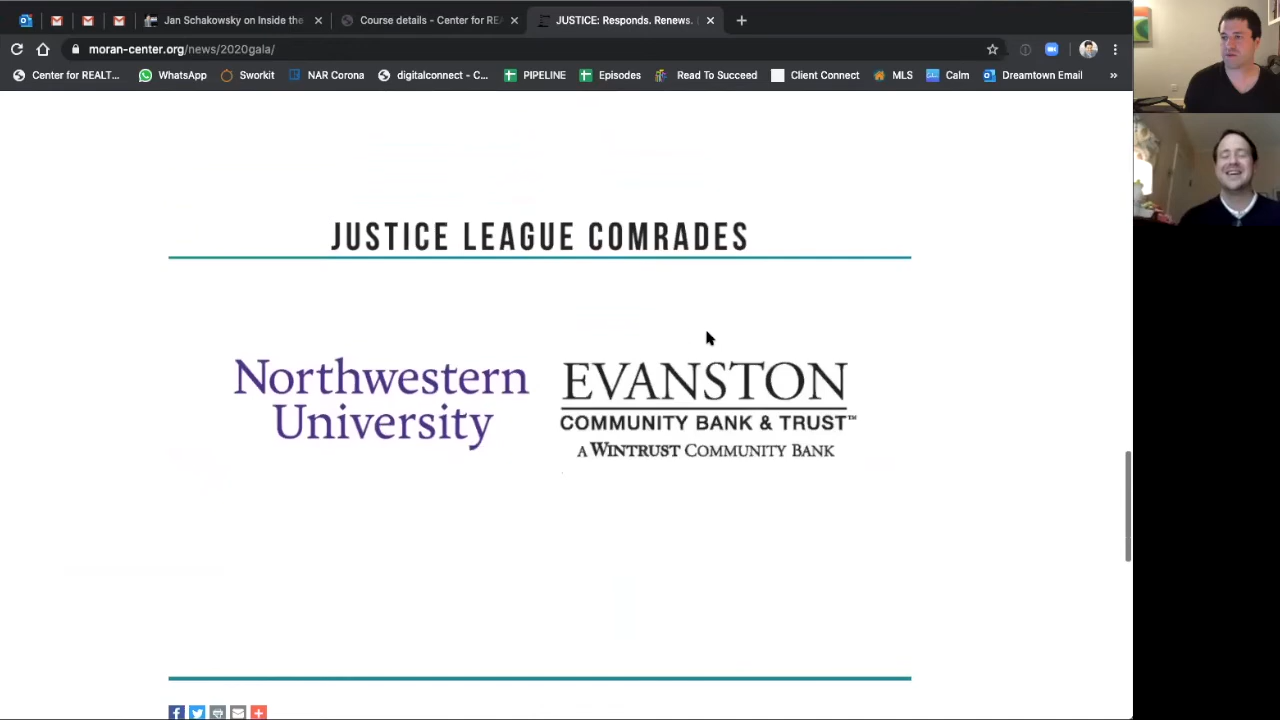 Jan Schakowsky on Inside the
Course details - Center for REA
JUSTICE: Responds. Renews.
moran-center.org/news/2020gala/
Center for REALT...
WhatsApp
Sworkit
NAR Corona
digitalconnect - C...
PIPELINE
Episodes
Read To Succeed
Client Connect
MLS
Calm
Dreamtown Email
JUSTICE LEAGUE COMRADES
Northwestern
University
EVANSTON
COMMUNITY BANK & TRUST™
A WINTRUST COMMUNITY BANK